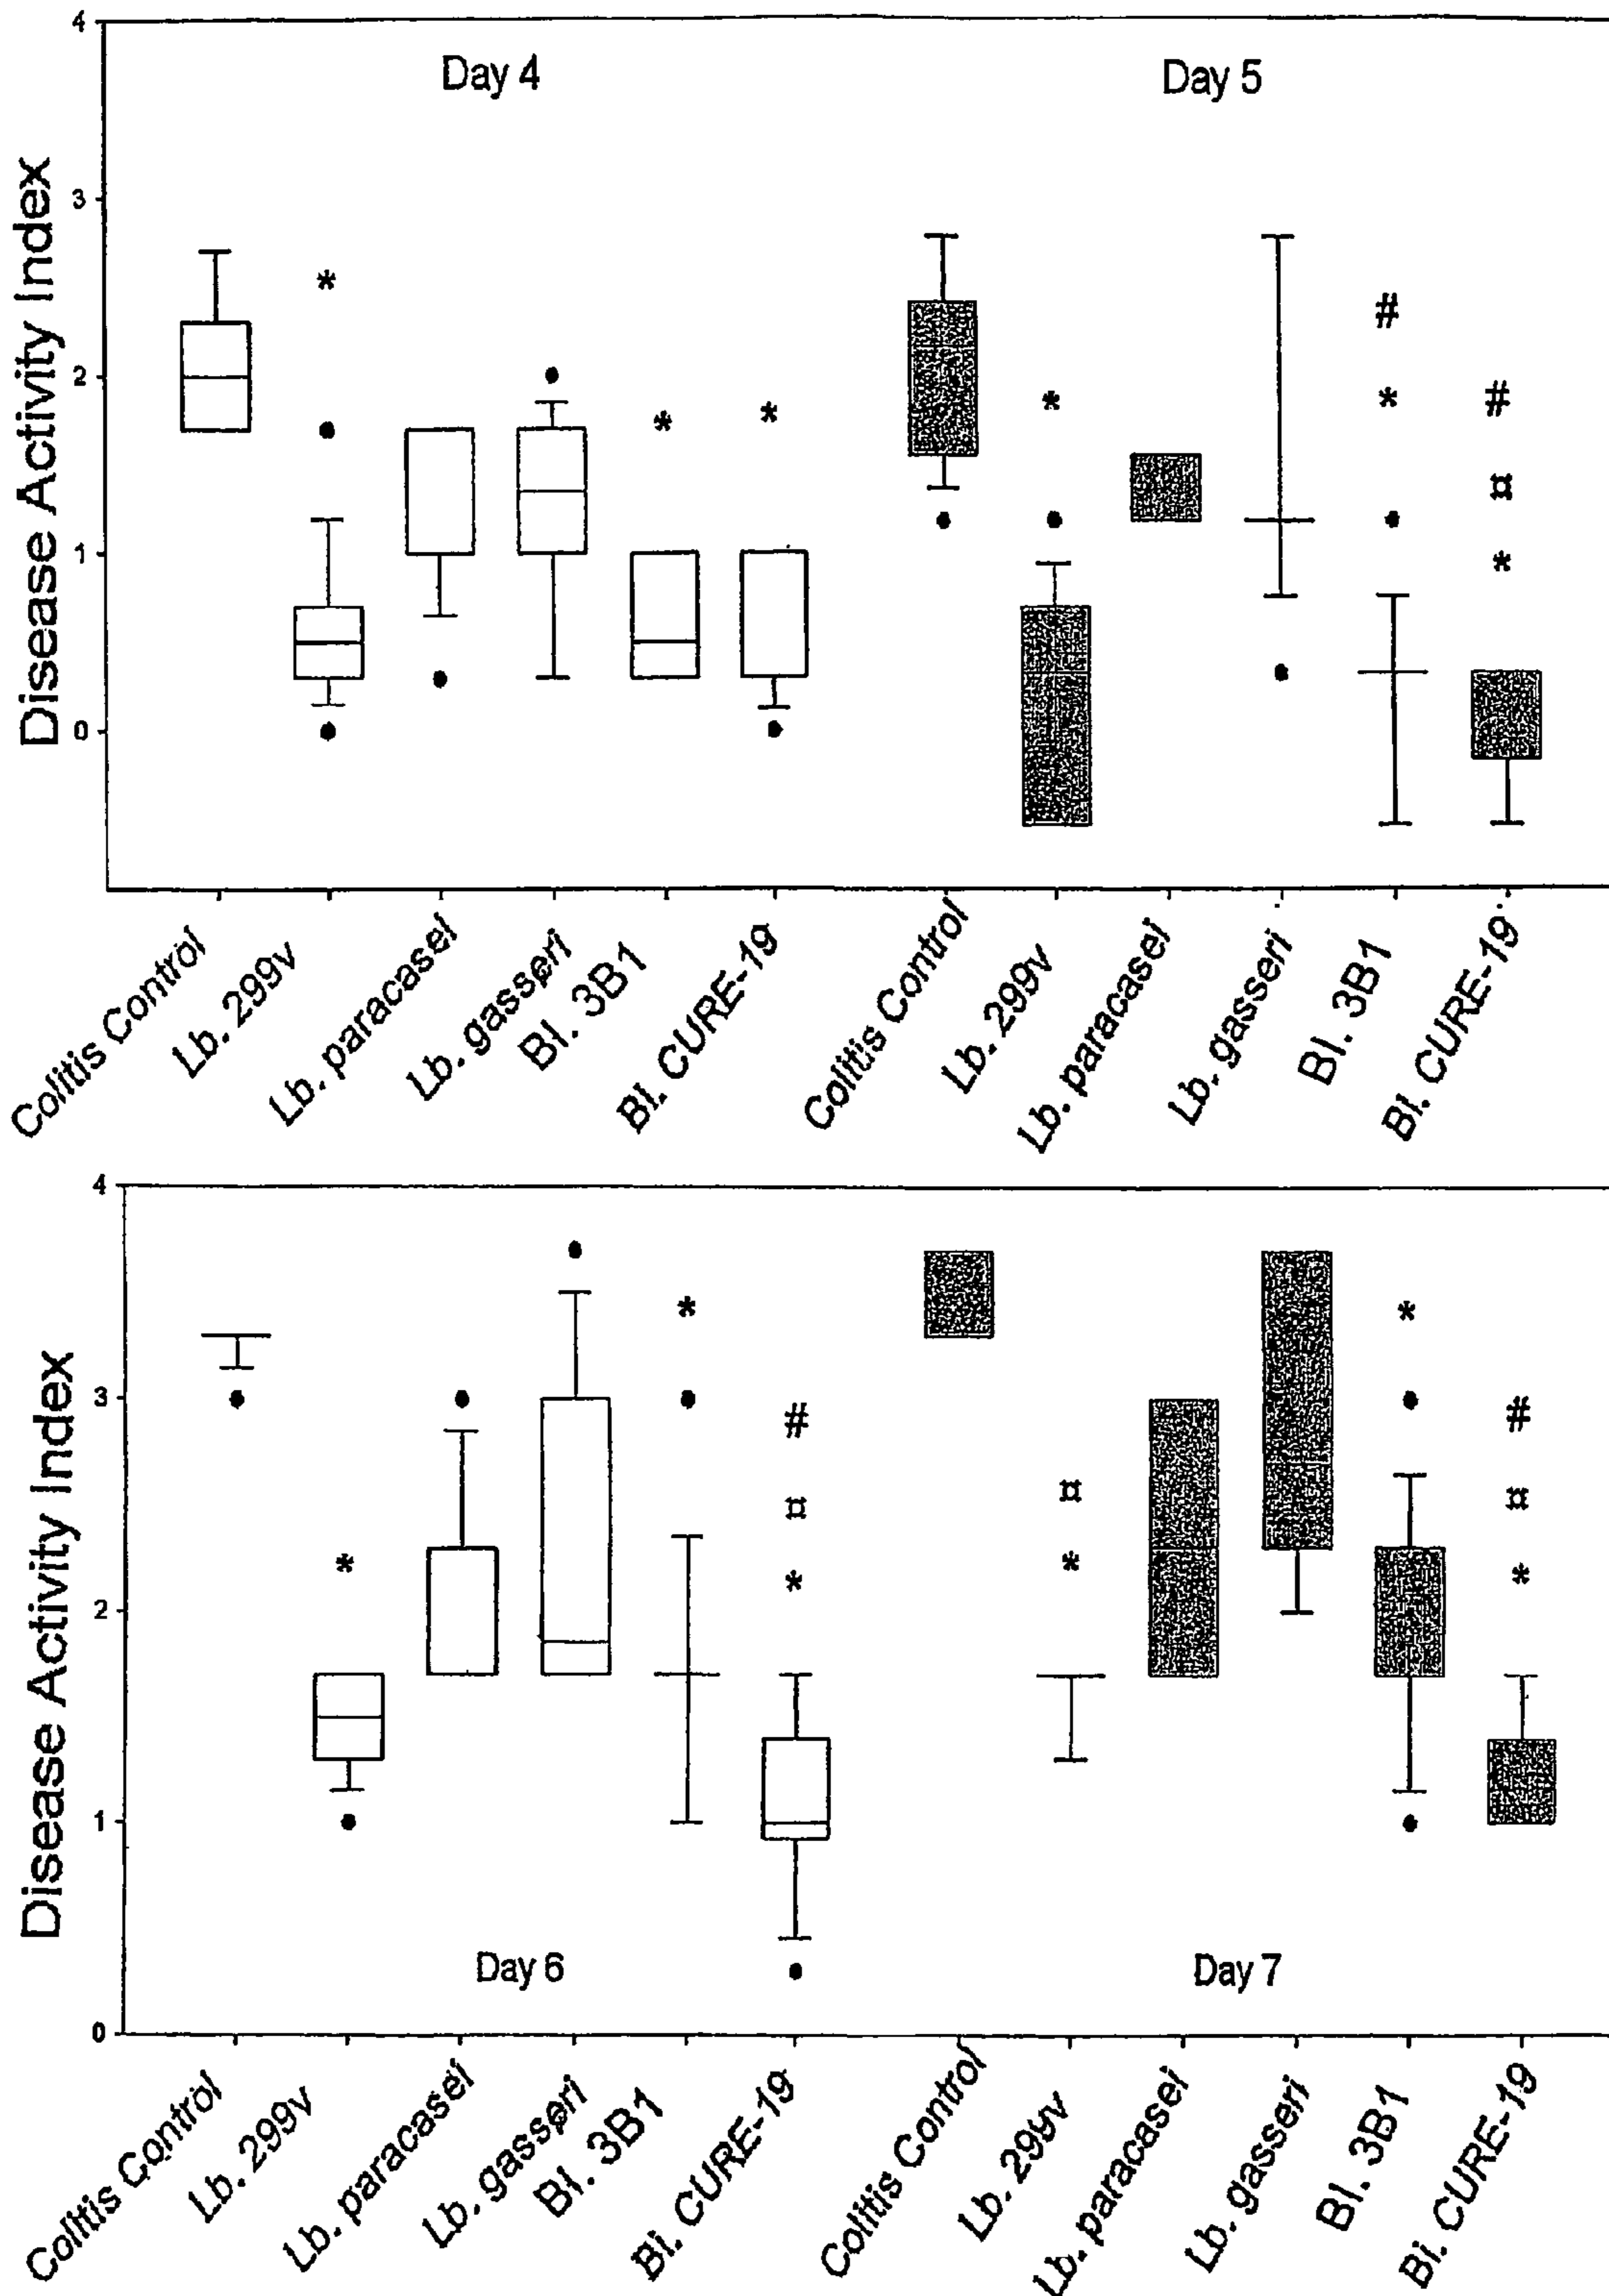 Disease Activity Index
4
3
2
1
0
Day 4
Day 5
*
*
*
*
#
*
#
¤
*
Colitis Control
Lb. 299v
Lb. paracasei
Lb. gasseri
Bl. 3B1
Bl. CURE-19
Colitis Control
Lb. 299v
Lb. paracasei
Lb. gasseri
Bl. 3B1
Bl. CURE-19
Disease Activity Index
4
3
2
1
0
*
*
#
¤
*
¤
*
*
#
¤
*
Day 6
Day 7
Colitis Control
Lb. 299v
Lb. paracasei
Lb. gasseri
Bl. 3B1
Bl. CURE-19
Colitis Control
Lb. 299v
Lb. paracasei
Lb. gasseri
Bl. 3B1
Bl. CURE-19